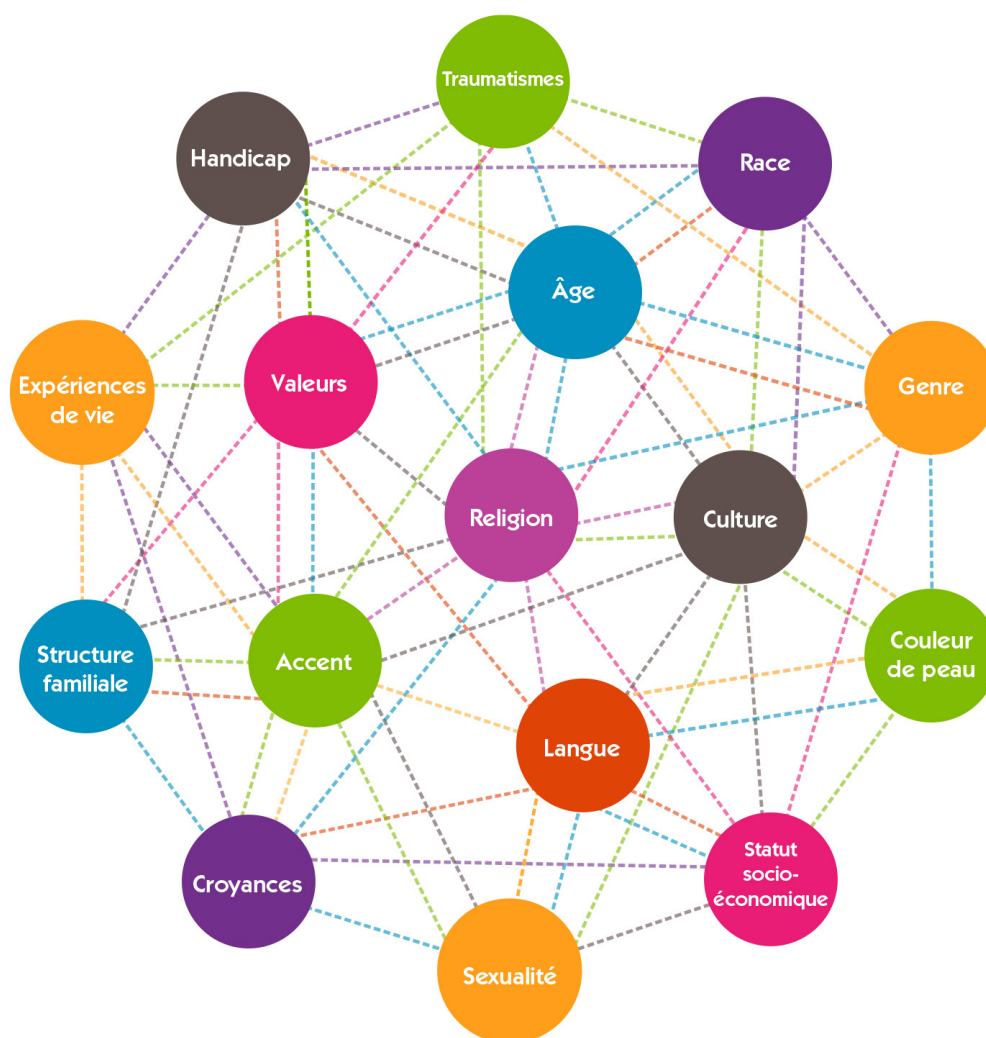 Traumatismes
Handicap
Race
Âge
Expériences
de vie
Valeurs
Genre
Religion
Culture
Structure
familiale
Accent
Couleur
de peau
Langue
Croyances
Statut
socio-
économique
Sexualité